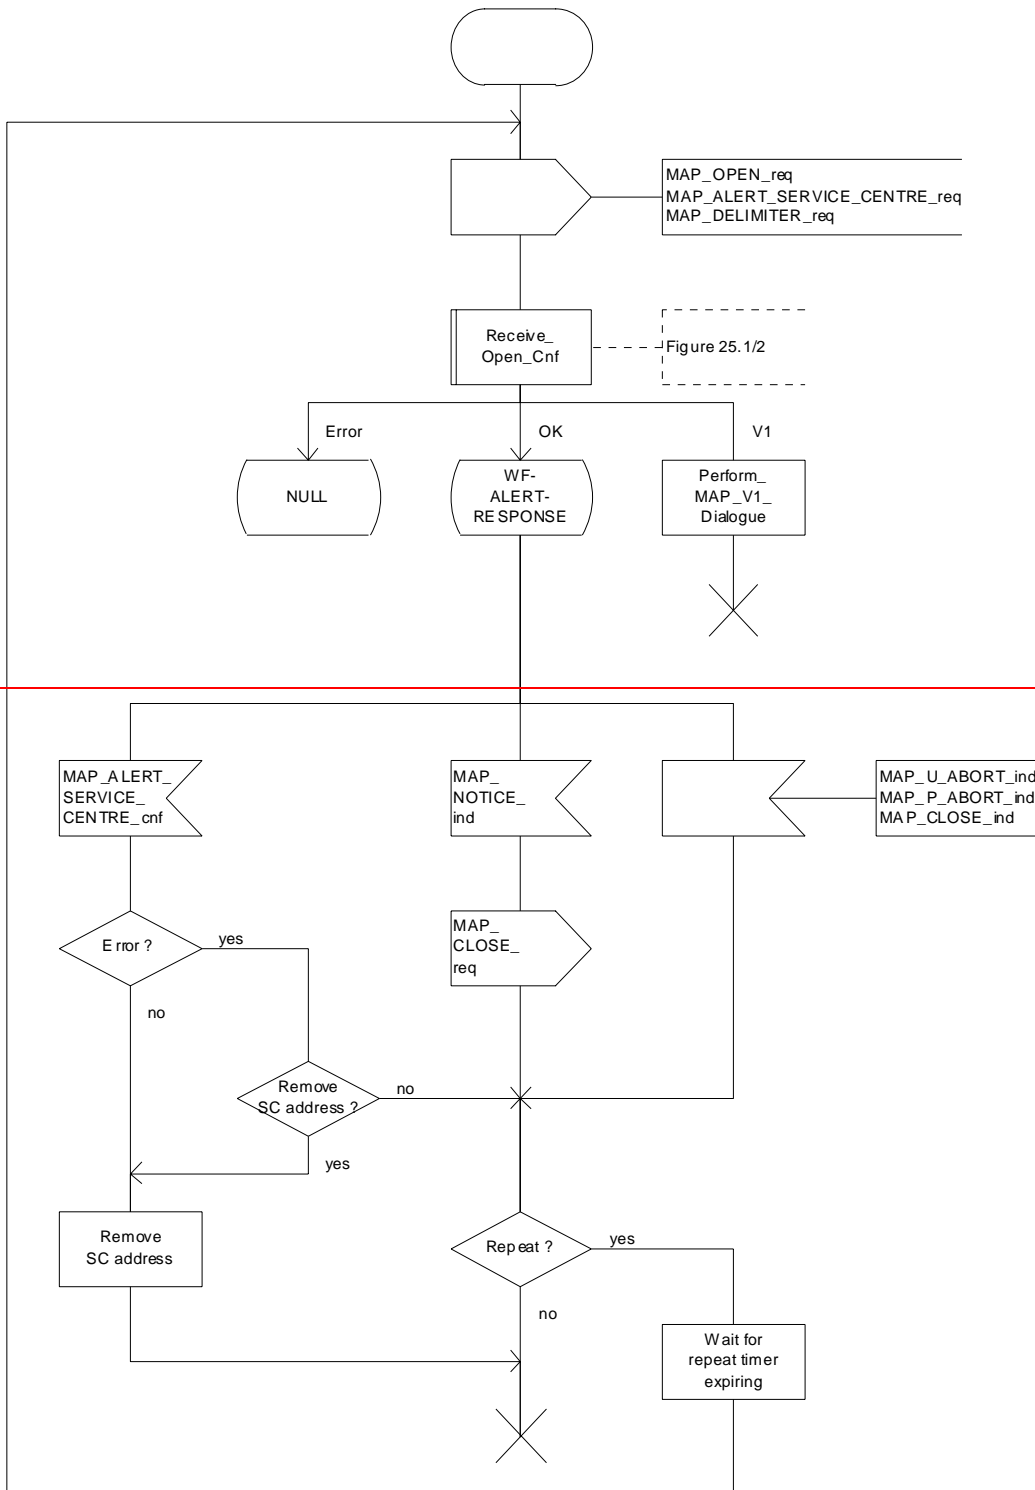 MAP_OPEN_req
MAP_ALERT_SERVICE_CENTRE_req
MAP_DELIMITER_req
Receive_
Open_Cnf
Figure 25.1/2
Error
OK
V1
NULL
WF-
ALERT-
RESPONSE
Perform_
MAP_V1_
Dialogue
MAP_ALERT_
SERVICE_
CENTRE_cnf
MAP_
NOTICE_
ind
MAP_U_ABORT_ind
MAP_P_ABORT_ind
MAP_CLOSE_ind
Error ?
yes
MAP_
CLOSE_
req
no
Remove
SC address ?
no
yes
Remove
SC address
Repeat ?
yes
no
Wait for
repeat timer
expiring